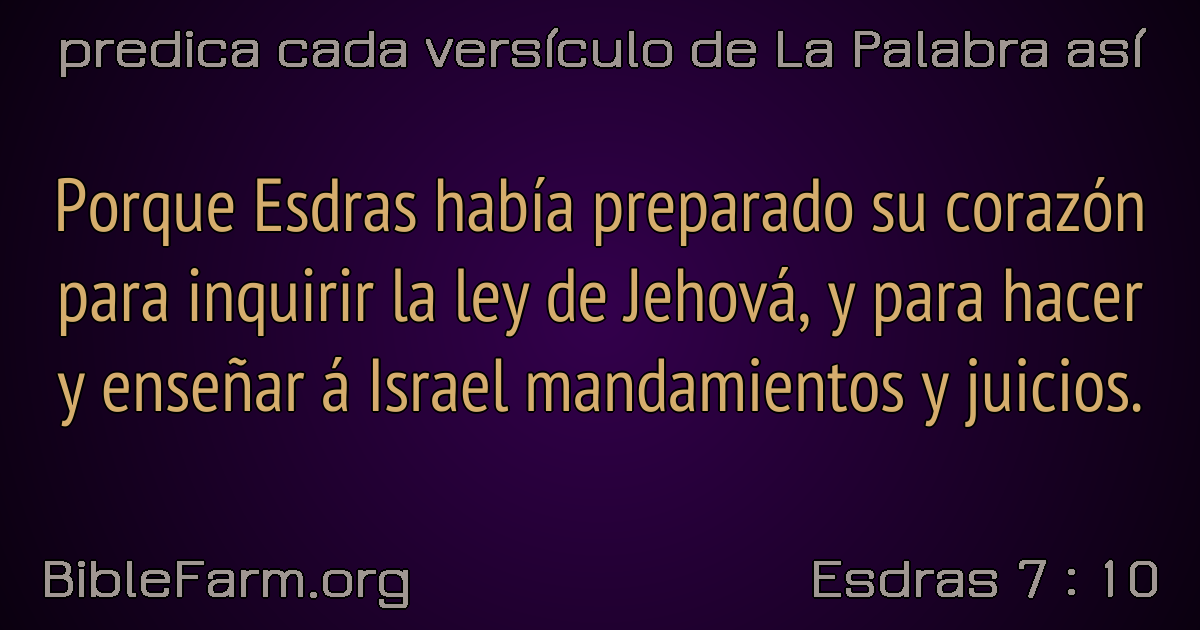 predica cada versículo de La Palabra así
Porque Esdras había preparado su corazón
para inquirir la ley de Jehová, y para hacer
y enseñar á Israel mandamientos y juicios.
BibleFarm.org
Esdras 7 : 10